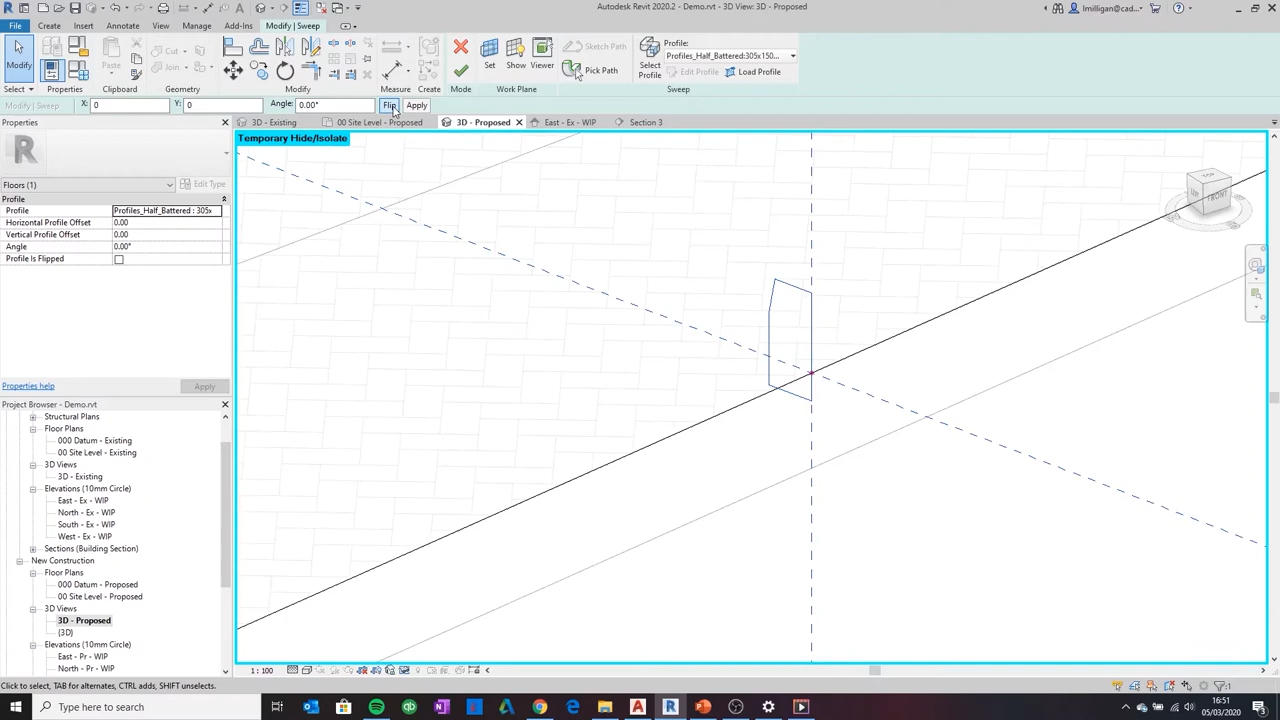 Autodesk Revit 2020.2 - Demo.rvt - 3D View: 3D - Proposed
lmilligan@cad...
File Create Insert Annotate View Manage Add-Ins Modify | Sweep
Modify
Paste
Cut
Join
Set Show Viewer
Sketch Path
Pick Path
Select Profile
Profile:
Profiles_Half_Battered:305x150...
Edit Profile
Load Profile
Select Properties Clipboard Modify Measure Create Mode Work Plane Sweep
Modify | Sweep X: 0 Y: 0 Angle: 0.00° Flip Apply
Properties
3D - Existing 00 Site Level - Proposed 3D - Proposed East - Ex - WIP Section 3
Temporary Hide/Isolate
Floors (1) Edit Type
Profile
Profile Profiles_Half_Battered : 305x
Horizontal Profile Offset 0.00
Vertical Profile Offset 0.00
Angle 0.00°
Profile Is Flipped
Properties help Apply
Project Browser - Demo.rvt
Structural Plans
Floor Plans
000 Datum - Existing
00 Site Level - Existing
3D Views
3D - Existing
Elevations (10mm Circle)
East - Ex - WIP
North - Ex - WIP
South - Ex - WIP
West - Ex - WIP
Sections (Building Section)
New Construction
Floor Plans
000 Datum - Proposed
00 Site Level - Proposed
3D Views
3D - Proposed
{3D}
Elevations (10mm Circle)
East - Pr - WIP
North - Pr - WIP
TOP
FRONT
1 : 100
Click to select, TAB for alternates, CTRL adds, SHIFT unselects.
:1
Type here to search
16:51
05/03/2020